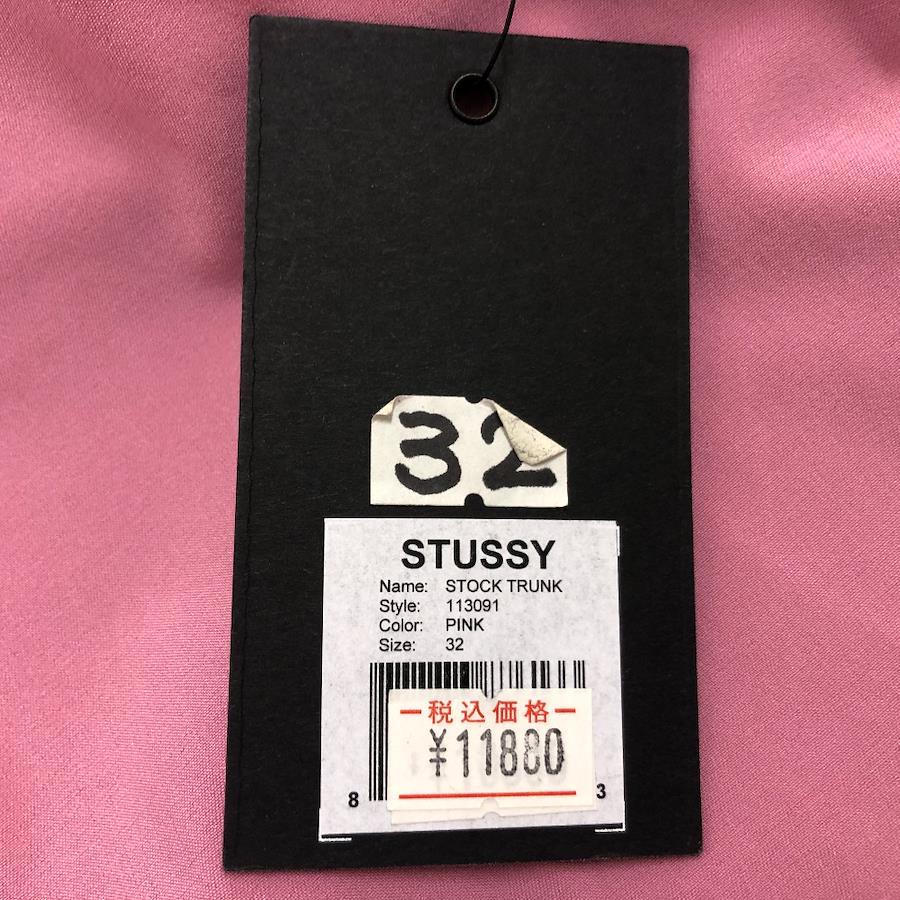 32
STUSSY
Name: STOCK TRUNK
Style: 113091
Color: PINK
Size: 32
税込価格
¥11880
8 3